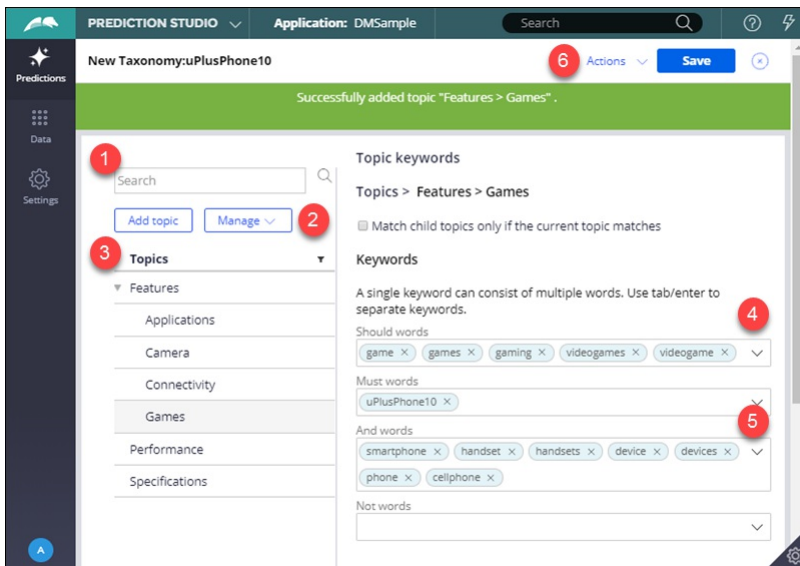 PREDICTION STUDIO Application: DMSample Search
Predictions
Data
Settings
A
New Taxonomy:uPlusPhone10 6 Actions Save
Successfully added topic "Features > Games" .
1
Search
Add topic Manage 2
3 Topics
Features
Applications
Camera
Connectivity
Games
Performance
Specifications
Topic keywords
Topics > Features > Games
Match child topics only if the current topic matches
Keywords
A single keyword can consist of multiple words. Use tab/enter to
separate keywords.
4
Should words
game × games × gaming × videogames × videogame ×
Must words
uPlusPhone10 ×
5
And words
smartphone × handset × handsets × device × devices ×
phone × cellphone ×
Not words